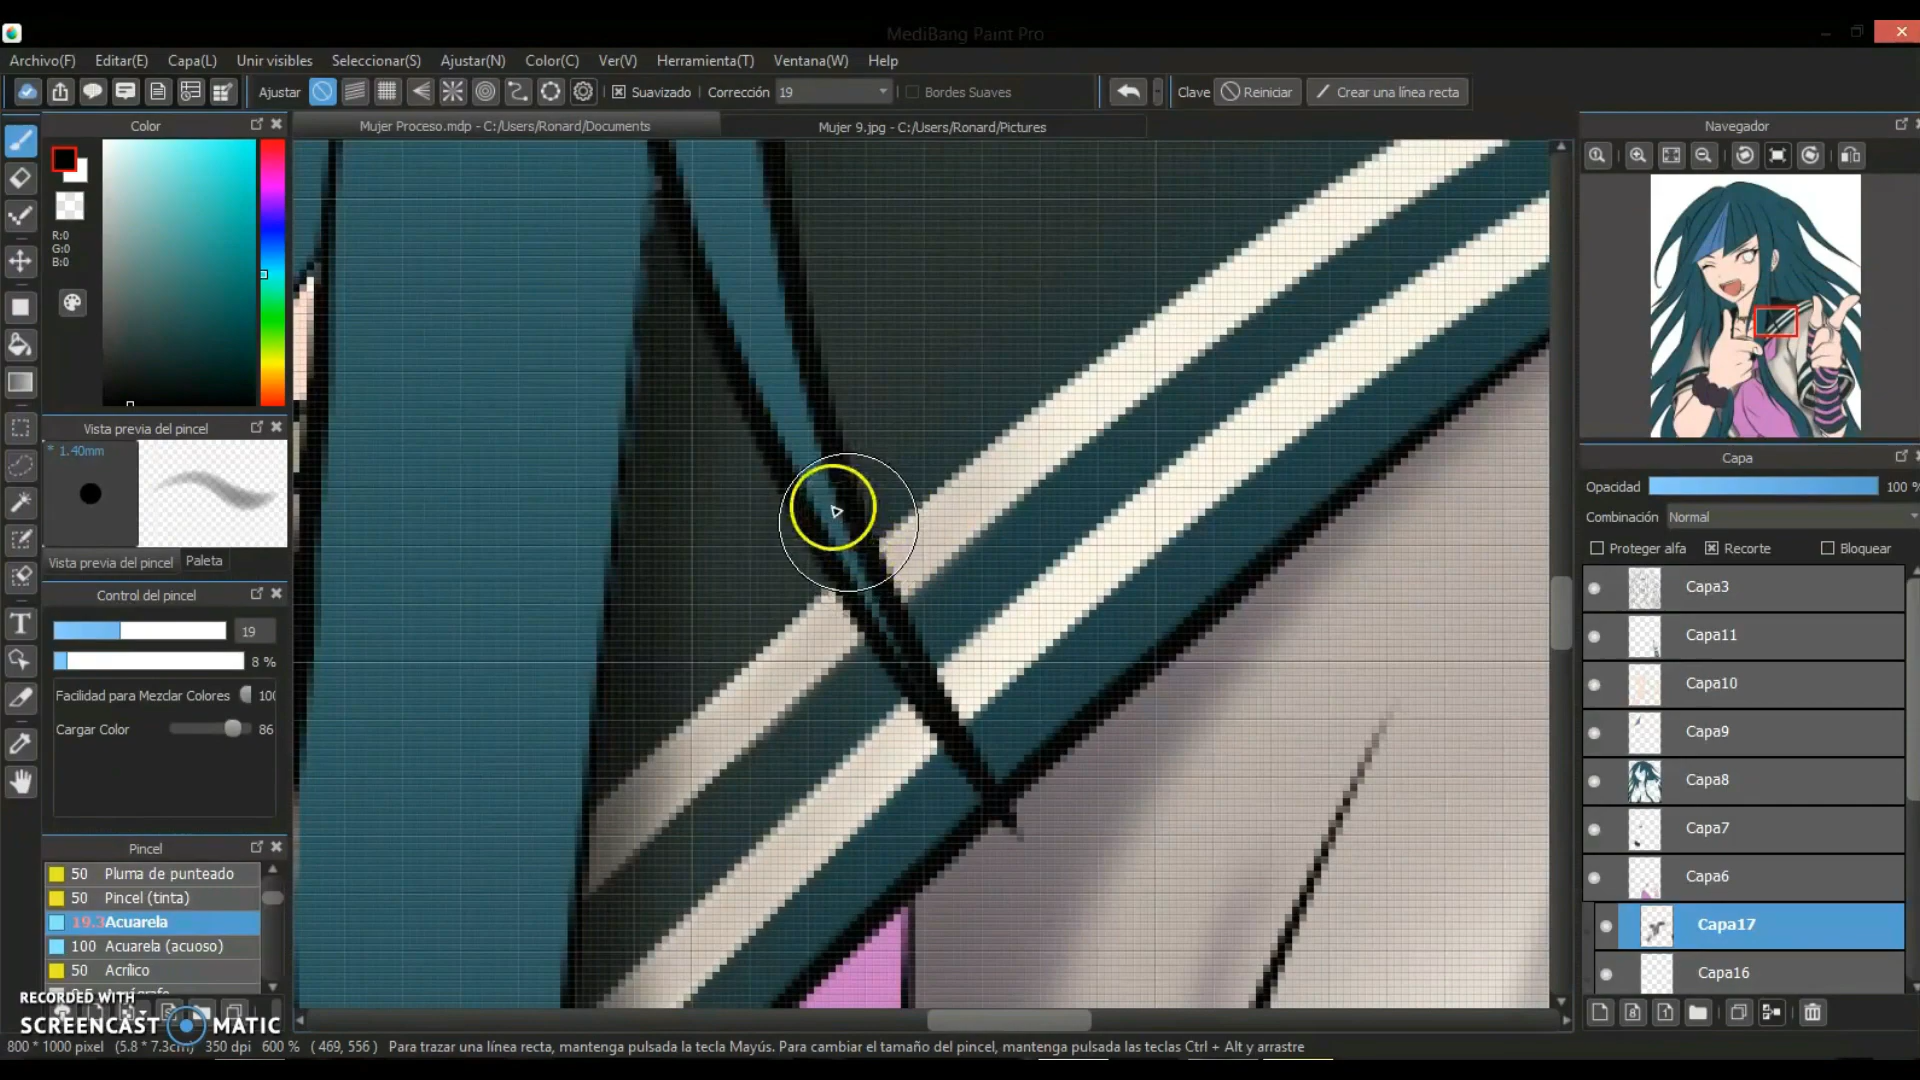 MediBang Paint Pro
Archivo(F) Editar(E) Capa(L) Unir visibles Seleccionar(S) Ajustar(N) Color(C) Ver(V) Herramienta(T) Ventana(W) Help
Ajustar Suavizado Corrección 19 Bordes Suaves Clave Reiniciar Crear una línea recta
Color
Mujer Proceso.mdp - C:/Users/Ronard/Documents
Mujer 9.jpg - C:/Users/Ronard/Pictures
Navegador
R:0
G:0
B:0
Vista previa del pincel
* 1.40mm
Vista previa del pincel Paleta
Control del pincel
19
8 %
Facilidad para Mezclar Colores 100
Cargar Color 86
Pincel
50 Pluma de punteado
50 Pincel (tinta)
19.3 Acuarela
100 Acuarela (acuoso)
50 Acrílico
Capa
Opacidad 100 %
Combinación Normal
Proteger alfa Recorte Bloquear
Capa3
Capa11
Capa10
Capa9
Capa8
Capa7
Capa6
Capa17
Capa16
RECORDED WITH
SCREENCAST MATIC
800 * 1000 pixel (5.8 * 7.3cm) 350 dpi 600 % ( 469, 556 ) Para trazar una línea recta, mantenga pulsada la tecla Mayús. Para cambiar el tamaño del pincel, mantenga pulsada las teclas Ctrl + Alt y arrastre